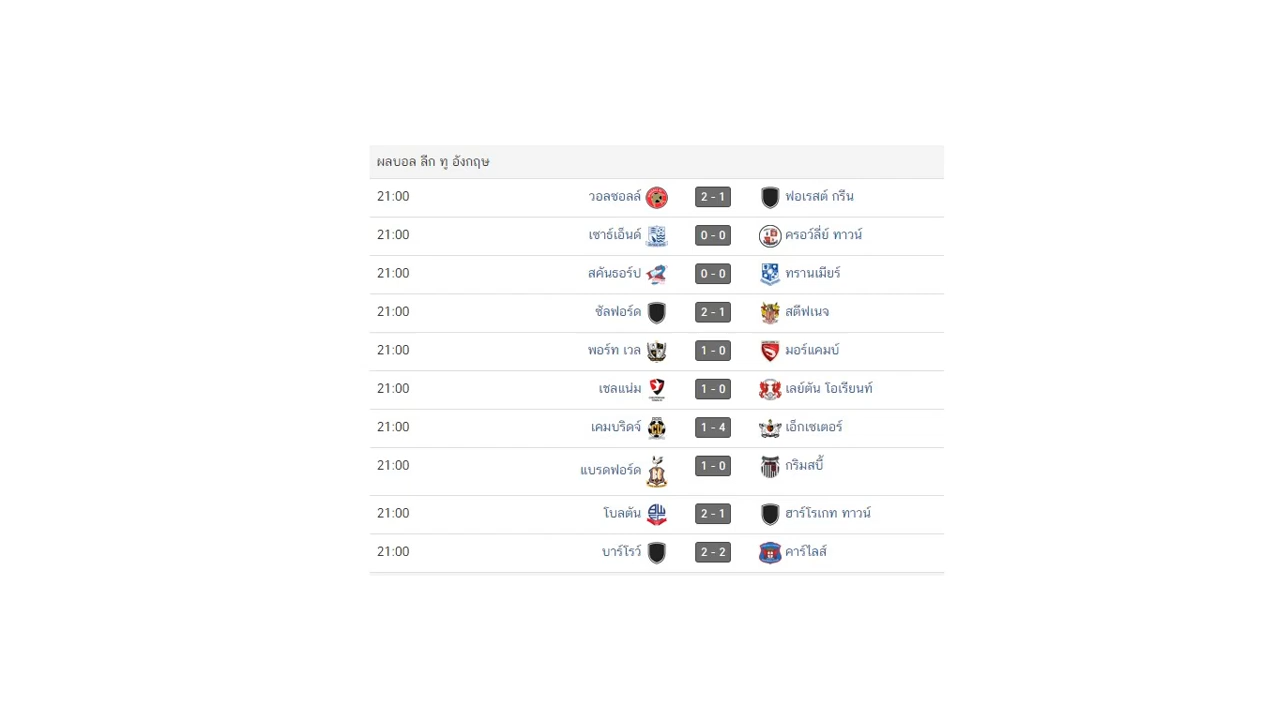 ผลบอล ลีก ทู อังกฤษ
21:00 วอลซอลล์ 2 - 1 ฟอเรสต์ กรีน
21:00 เซาธ์เอ็นด์ 0 - 0 ครอว์ลี่ย์ ทาวน์
21:00 สคันธอร์ป 0 - 0 ทรานเมียร์
21:00 ซัลฟอร์ด 2 - 1 สตีฟเนจ
21:00 พอร์ท เวล 1 - 0 มอร์แคมบ์
21:00 เชลแน่ม 1 - 0 เลย์ตัน โอเรียนท์
21:00 เคมบริดจ์ 1 - 4 เอ็กเซเตอร์
21:00 แบรดฟอร์ด 1 - 0 กริมสบี้
21:00 โบลตัน 2 - 1 ฮาร์โรเกท ทาวน์
21:00 บาร์โรว์ 2 - 2 คาร์ไลส์